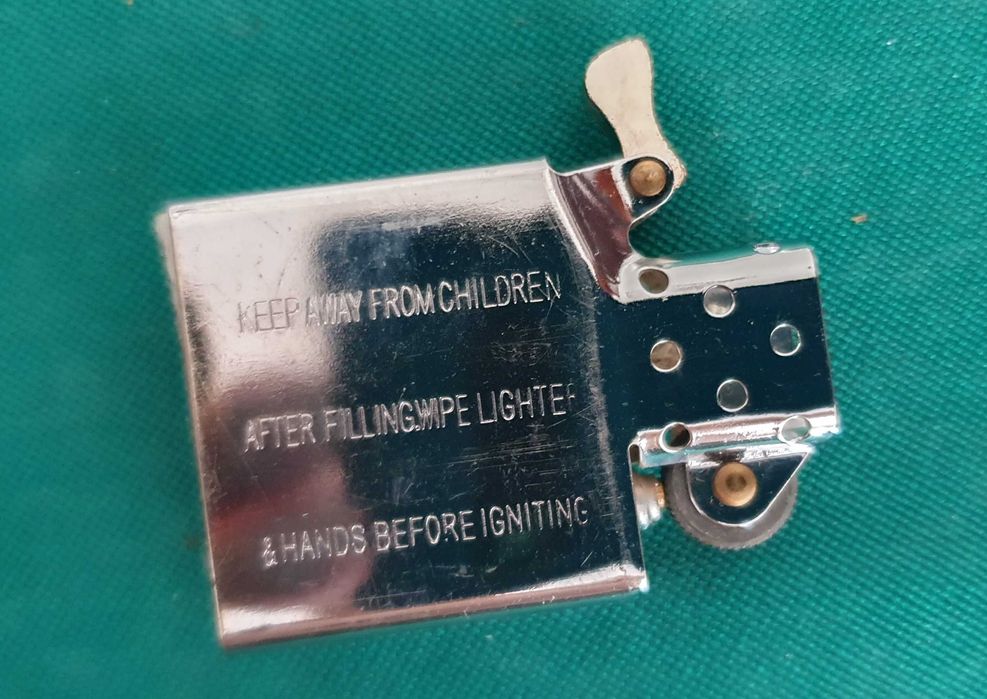 KEEP AWAY FROM CHILDREN
AFTER FILLING,WIPE LIGHTER
& HANDS BEFORE IGNITING